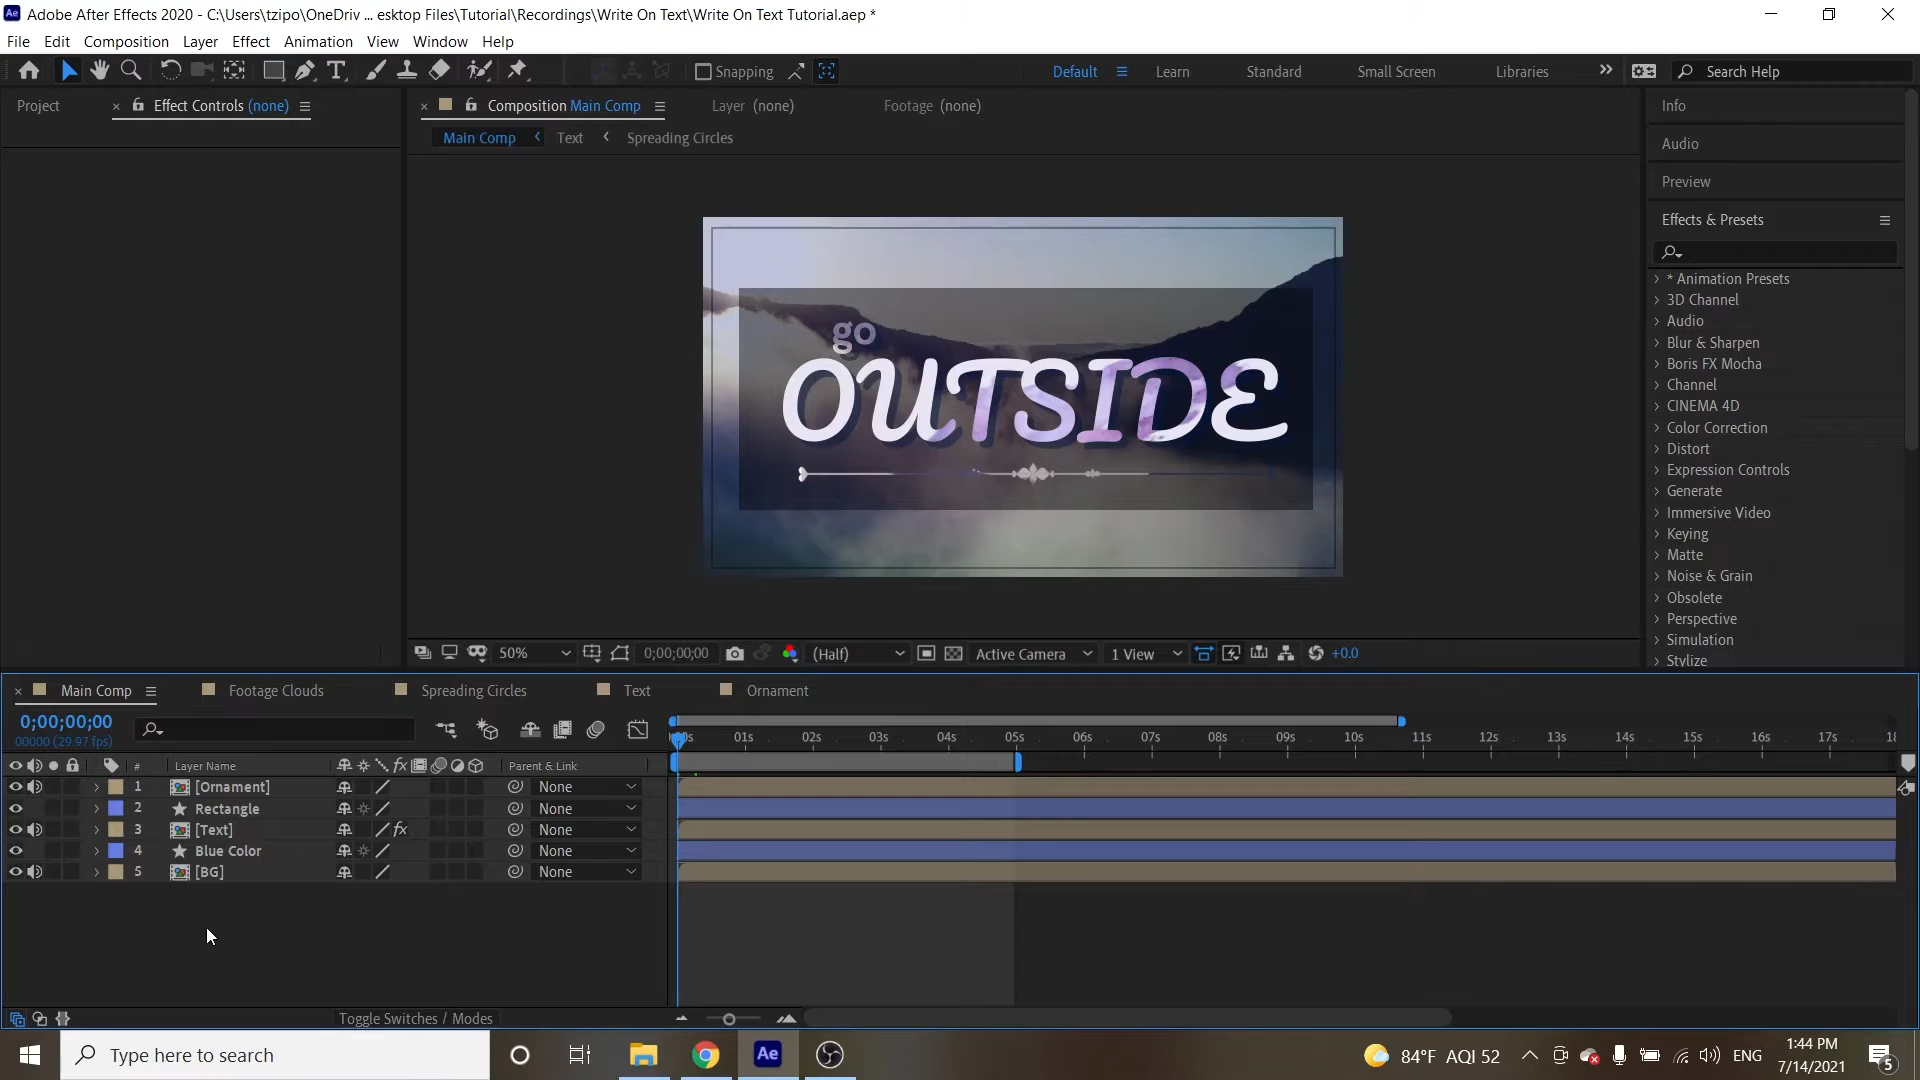 Ae Adobe After Effects 2020 - C:\Users\tzipo\OneDriv ... esktop Files\Tutorial\Recordings\Write On Text\Write On Text Tutorial.aep *
File Edit Composition Layer Effect Animation View Window Help
Snapping Default Learn Standard Small Screen Libraries Search Help
Project Effect Controls (none) Composition Main Comp Layer (none) Footage (none) Info
Main Comp Text Spreading Circles
Audio
Preview
Effects & Presets
* Animation Presets
3D Channel
Audio
Blur & Sharpen
Boris FX Mocha
Channel
CINEMA 4D
Color Correction
Distort
Expression Controls
Generate
Immersive Video
Keying
Matte
Noise & Grain
Obsolete
Perspective
Simulation
Stylize
go
OUTSIDE
50% 0;00;00;00 (Half) Active Camera 1 View +0.0
Main Comp Footage Clouds Spreading Circles Text Ornament
0;00;00;00
00000 (29.97 fps)
01s 02s 03s 04s 05s 06s 07s 08s 09s 10s 11s 12s 13s 14s 15s 16s 17s
# Layer Name fx Parent & Link
1 [Ornament] None
2 Rectangle None
3 [Text] fx None
4 Blue Color None
5 [BG] None
Toggle Switches / Modes
Type here to search Ae 84°F AQI 52 ENG
1:44 PM
7/14/2021
5